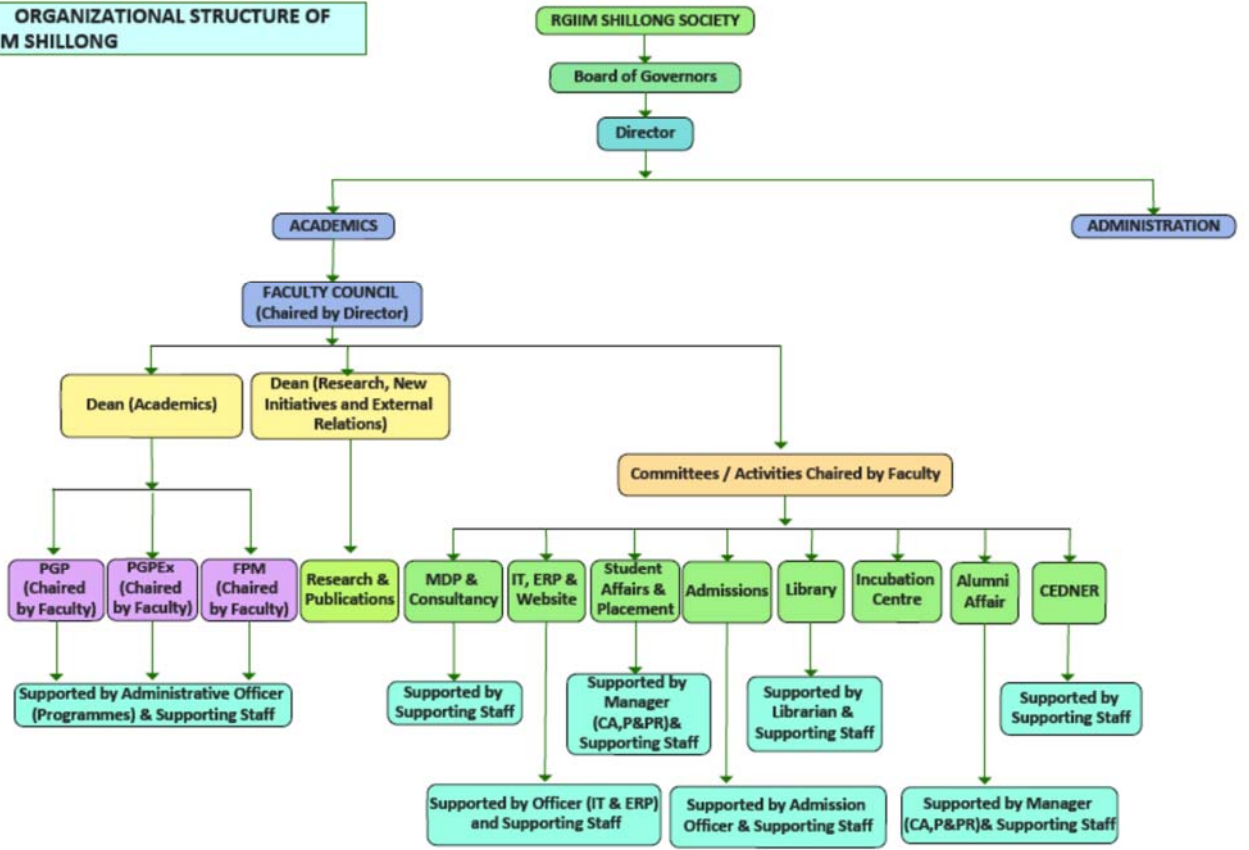 ORGANIZATIONAL STRUCTURE OF
M SHILLONG
RGIIM SHILLONG SOCIETY
Board of Governors
Director
ACADEMICS
ADMINISTRATION
FACULTY COUNCIL
(Chaired by Director)
Dean (Academics)
Dean (Research, New
Initiatives and External
Relations)
Committees / Activities Chaired by Faculty
PGP
(Chaired
by Faculty)
PGPEx
(Chaired
by Faculty)
FPM
(Chaired
by Faculty)
Research &
Publications
MDP &
Consultancy
IT, ERP &
Website
Student
Affairs &
Placement
Admissions
Library
Incubation
Centre
Alumni
Affair
CEDNER
Supported by Administrative Officer
(Programmes) & Supporting Staff
Supported by
Supporting Staff
Supported by
Manager
(CA,P&PR)&
Supporting Staff
Supported by
Librarian &
Supporting Staff
Supported by
Supporting Staff
Supported by Officer (IT & ERP)
and Supporting Staff
Supported by Admission
Officer & Supporting Staff
Supported by Manager
(CA,P&PR)& Supporting Staff